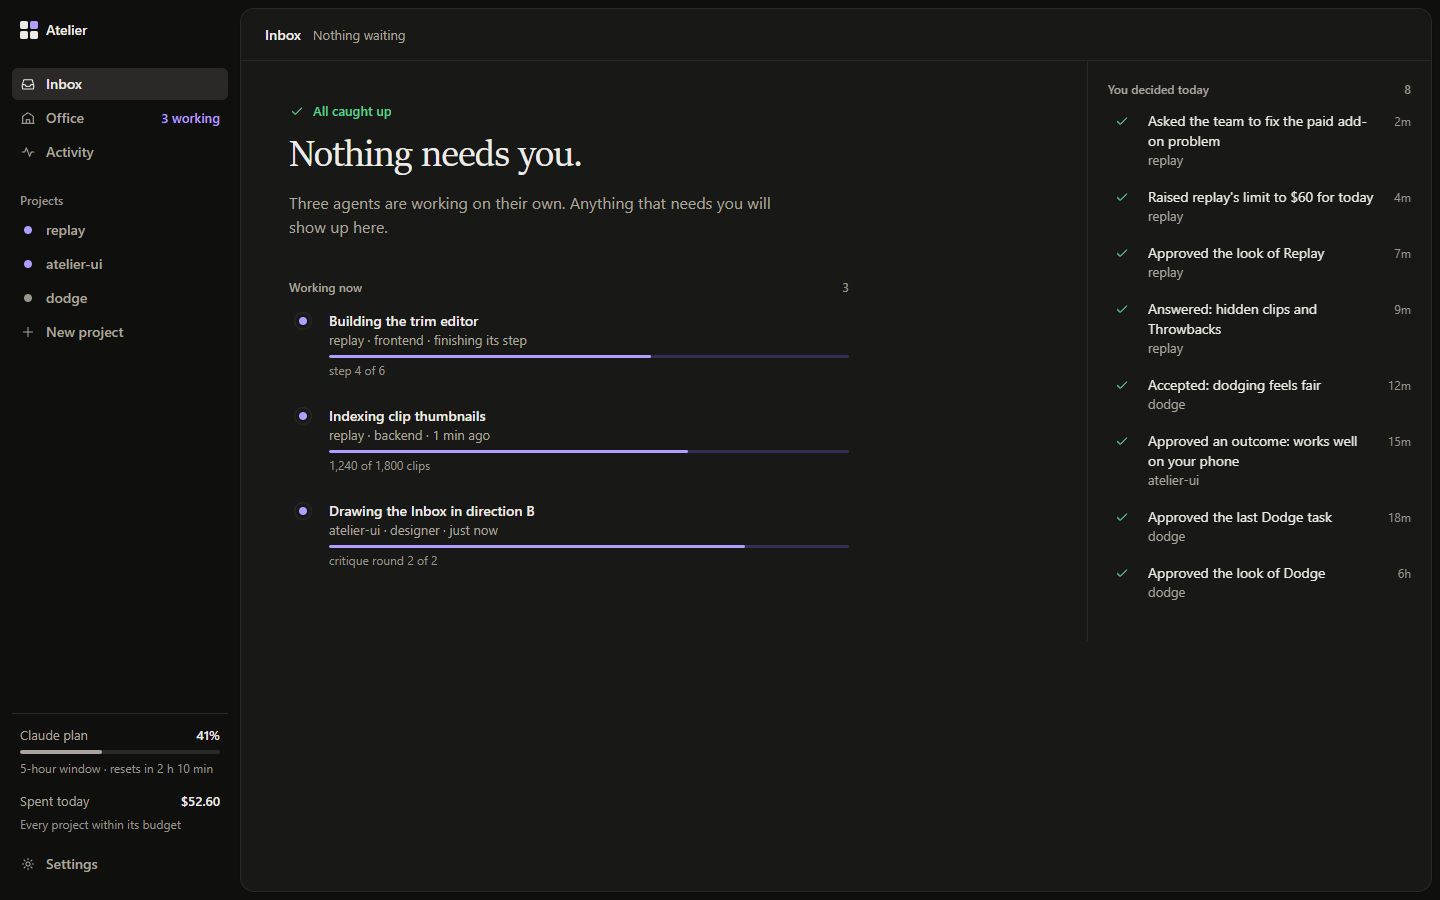 Atelier
Inbox
Office
3 working
Activity
Projects
replay
atelier-ui
dodge
New project
Claude plan
41%
5-hour window · resets in 2 h 10 min
Spent today
$52.60
Every project within its budget
Settings
Inbox Nothing waiting
All caught up
Nothing needs you.
Three agents are working on their own. Anything that needs you will
show up here.
Working now
3
Building the trim editor
replay · frontend · finishing its step
step 4 of 6
Indexing clip thumbnails
replay · backend · 1 min ago
1,240 of 1,800 clips
Drawing the Inbox in direction B
atelier-ui · designer · just now
critique round 2 of 2
You decided today
8
Asked the team to fix the paid add-
on problem
2m
replay
Raised replay's limit to $60 for today
4m
replay
Approved the look of Replay
7m
replay
Answered: hidden clips and
Throwbacks
9m
replay
Accepted: dodging feels fair
12m
dodge
Approved an outcome: works well
on your phone
15m
atelier-ui
Approved the last Dodge task
18m
dodge
Approved the look of Dodge
6h
dodge